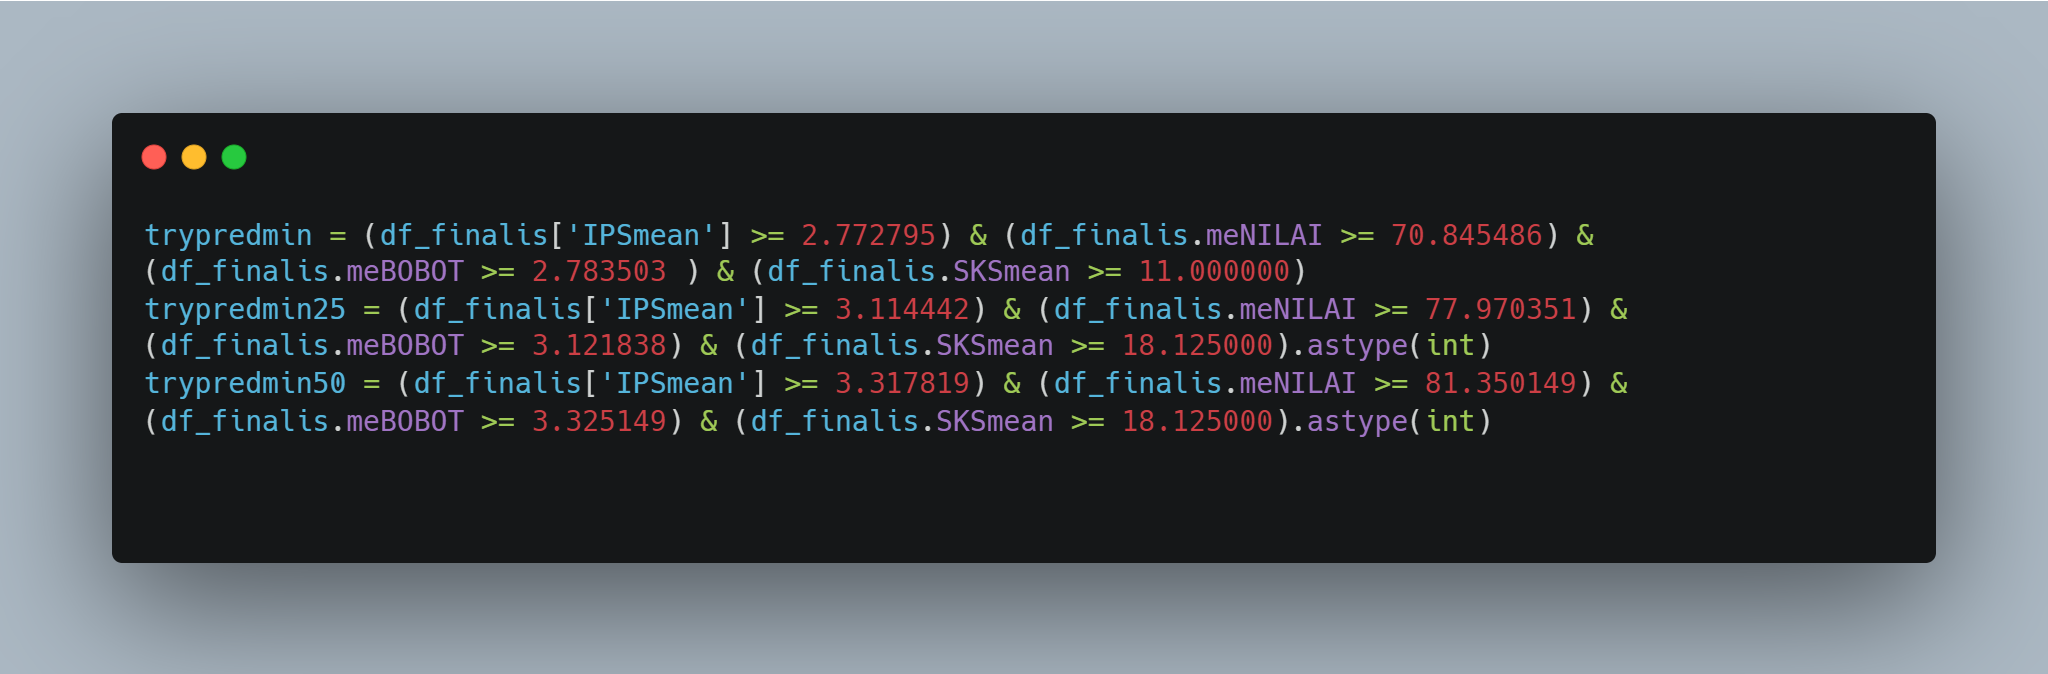 trypredmin = (df_finalis['IPSmean'] >= 2.772795) & (df_finalis.meNILAI >= 70.845486) &
(df_finalis.meBOBOT >= 2.783503 ) & (df_finalis.SKSmean >= 11.000000)
trypredmin25 = (df_finalis['IPSmean'] >= 3.114442) & (df_finalis.meNILAI >= 77.970351) &
(df_finalis.meBOBOT >= 3.121838) & (df_finalis.SKSmean >= 18.125000).astype(int)
trypredmin50 = (df_finalis['IPSmean'] >= 3.317819) & (df_finalis.meNILAI >= 81.350149) &
(df_finalis.meBOBOT >= 3.325149) & (df_finalis.SKSmean >= 18.125000).astype(int)